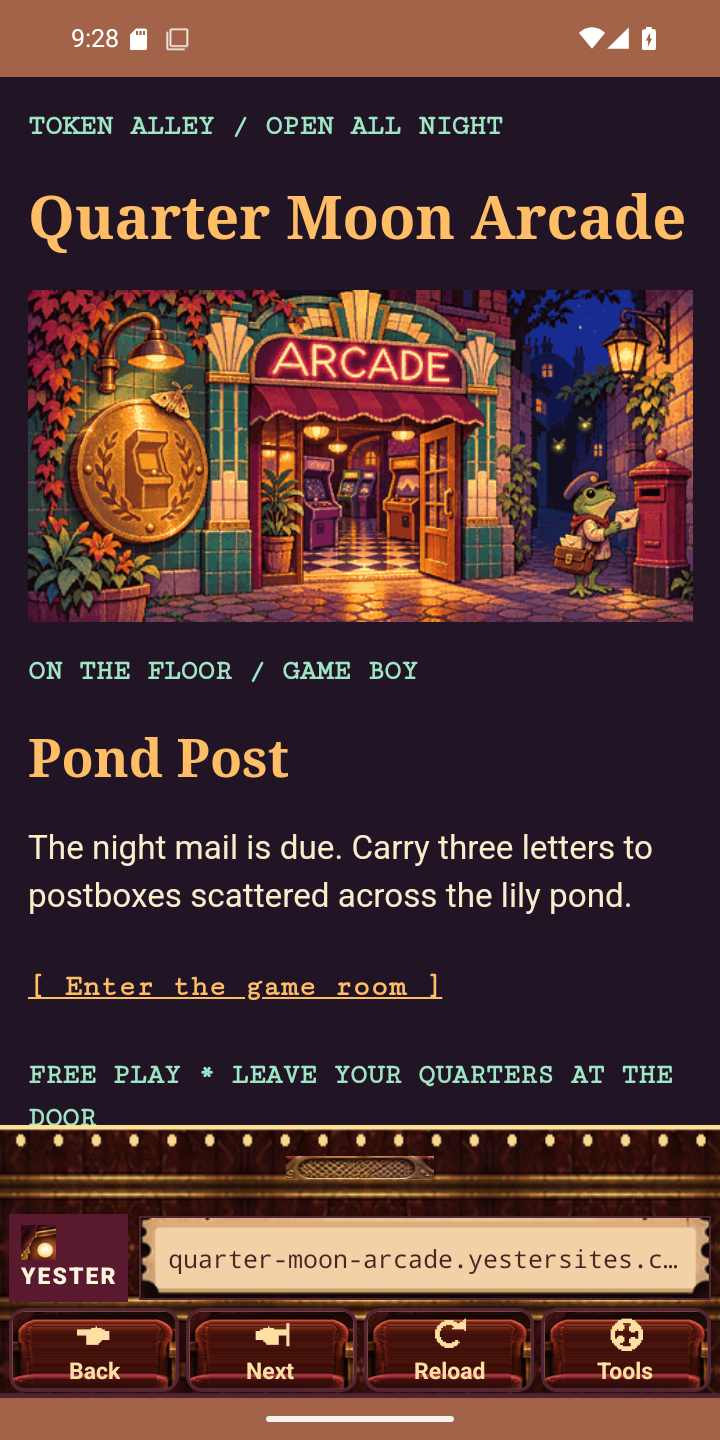 9:28
TOKEN ALLEY / OPEN ALL NIGHT
Quarter Moon Arcade
ARCADE
ON THE FLOOR / GAME BOY
Pond Post
The night mail is due. Carry three letters to
postboxes scattered across the lily pond.
[ Enter the game room ]
FREE PLAY * LEAVE YOUR QUARTERS AT THE
DOOR
YESTER
quarter-moon-arcade.yestersites.c…
Back
Next
Reload
Tools